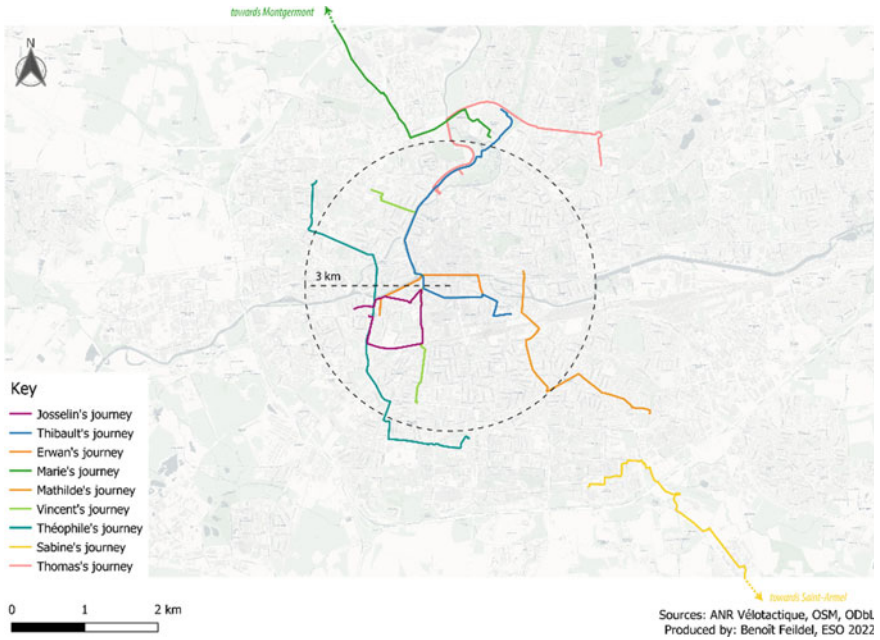 towards Montgermont
N
3 km
Key
Josselin's journey
Thibault's journey
Erwan's journey
Marie's journey
Mathilde's journey
Vincent's journey
Théophile's journey
Sabine's journey
Thomas's journey
towards Saint-Armel
0 1 2 km
Sources: ANR Vélotactique, OSM, ODbL
Produced by: Benoît Feildel, ESO 2022